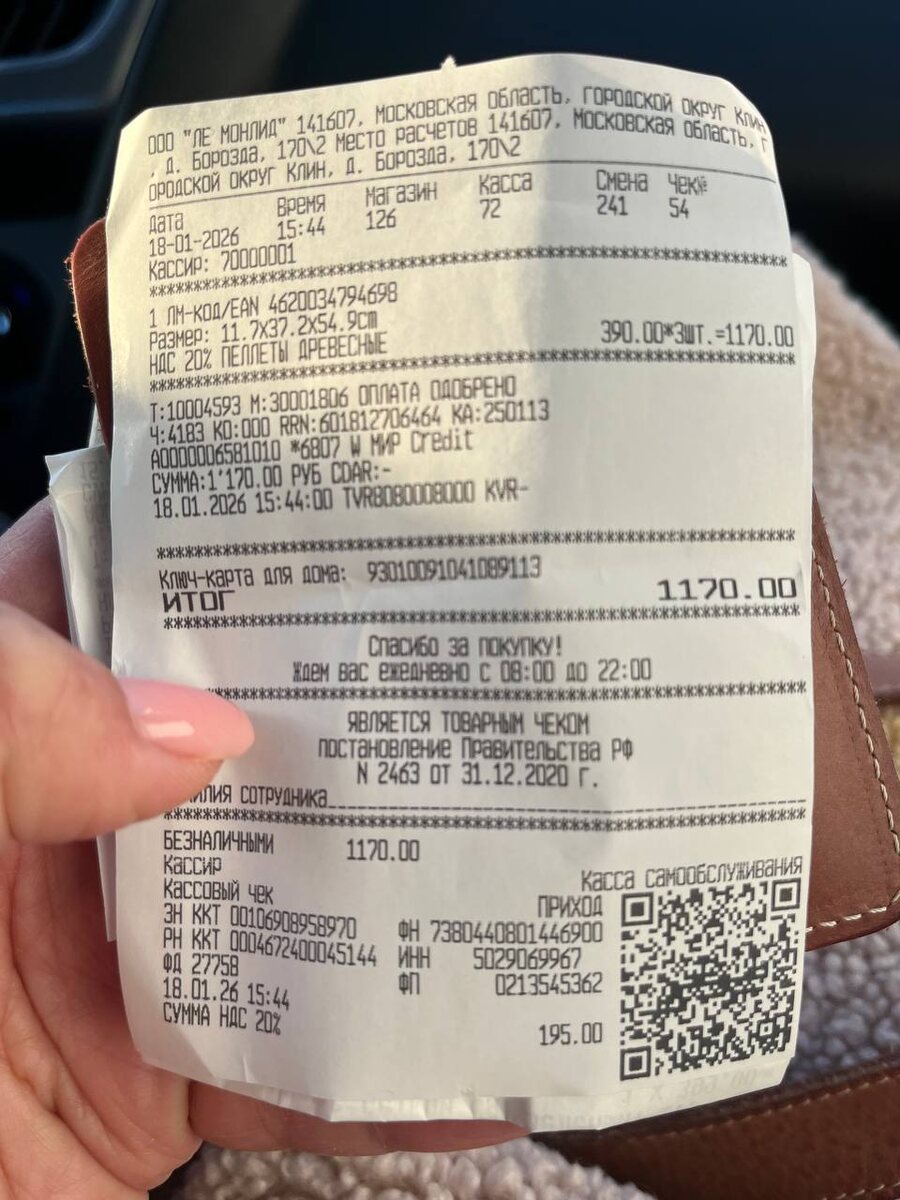 ООО "ЛЕ МОНЛИД" 141607, МОСКОВСКАЯ ОБЛАСТЬ, ГОРОДСКОЙ ОКРУГ КЛИН
, Д. БОРОЗДА, 170\2 Место расчетов 141607, МОСКОВСКАЯ ОБЛАСТЬ, Г
ОРОДСКОЙ ОКРУГ КЛИН, Д. БОРОЗДА, 170\2
Дата Время Магазин Касса Смена Чек№
18-01-2026 15:44 126 72 241 54
Кассир: 70000001
****************************************************************
1 ЛМ-КОД/EAN 4620034794698
Размер: 11.7x37.2x54.9cm
НДС 20% ПЕЛЛЕТЫ ДРЕВЕСНЫЕ 390.00*3ШТ.=1170.00
****************************************************************
Т:10004593 М:30001806 ОПЛАТА ОДОБРЕНО
Ч:4183 КО:000 RRN:601812706464 КА:250113
A0000006581010 *6807 W МИР Credit
СУММА:1'170.00 РУБ CDAR:-
18.01.2026 15:44:00 TVR8080008000 KVR-
****************************************************************
Ключ-карта для дома: 93010091041089113
ИТОГ 1170.00
****************************************************************
Спасибо за покупку!
Ждем вас ежедневно с 08:00 до 22:00
****************************************************************
ЯВЛЯЕТСЯ ТОВАРНЫМ ЧЕКОМ
постановление Правительства РФ
N 2463 ОТ 31.12.2020 г.
СОТРУДНИКА
****************************************************************
БЕЗНАЛИЧНЫМИ 1170.00
Кассир Касса самообслуживания
Кассовый чек ПРИХОД
ЗН ККТ 00106908958970 ФН 7380440801446900
РН ККТ 0004672400045144 ИНН 5029069967
ФД 27758 ФП 0213545362
18.01.26 15:44
СУММА НДС 20% 195.00